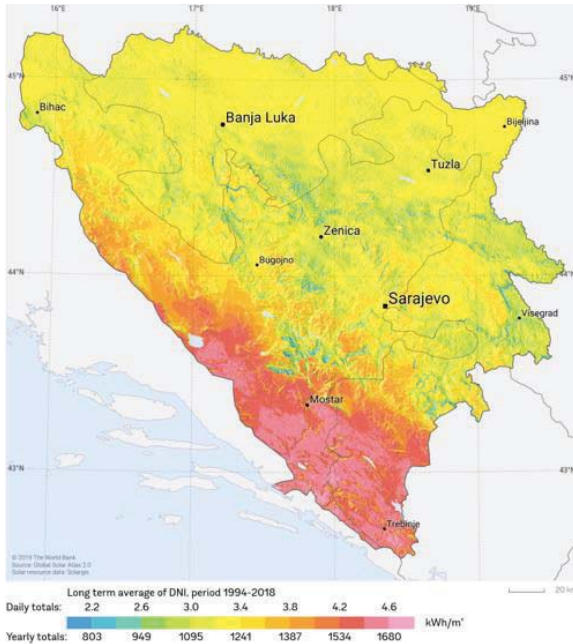 16°E
17°E
18°E
19°E
45°N
45°N
Bihac
Banja Luka
Bijeljina
Tuzla
Zenica
Bugojno
44°N
44°N
Sarajevo
Visegrad
Mostar
43°N
43°N
Trebinje
© 2019 The World Bank
Source: Global Solar Atlas 2.0
Solar resource data: Solargis
20 km
Long term average of DNI, period 1994-2018
Daily totals: 2.2 2.6 3.0 3.4 3.8 4.2 4.6
kWh/m²
Yearly totals: 803 949 1095 1241 1387 1534 1680